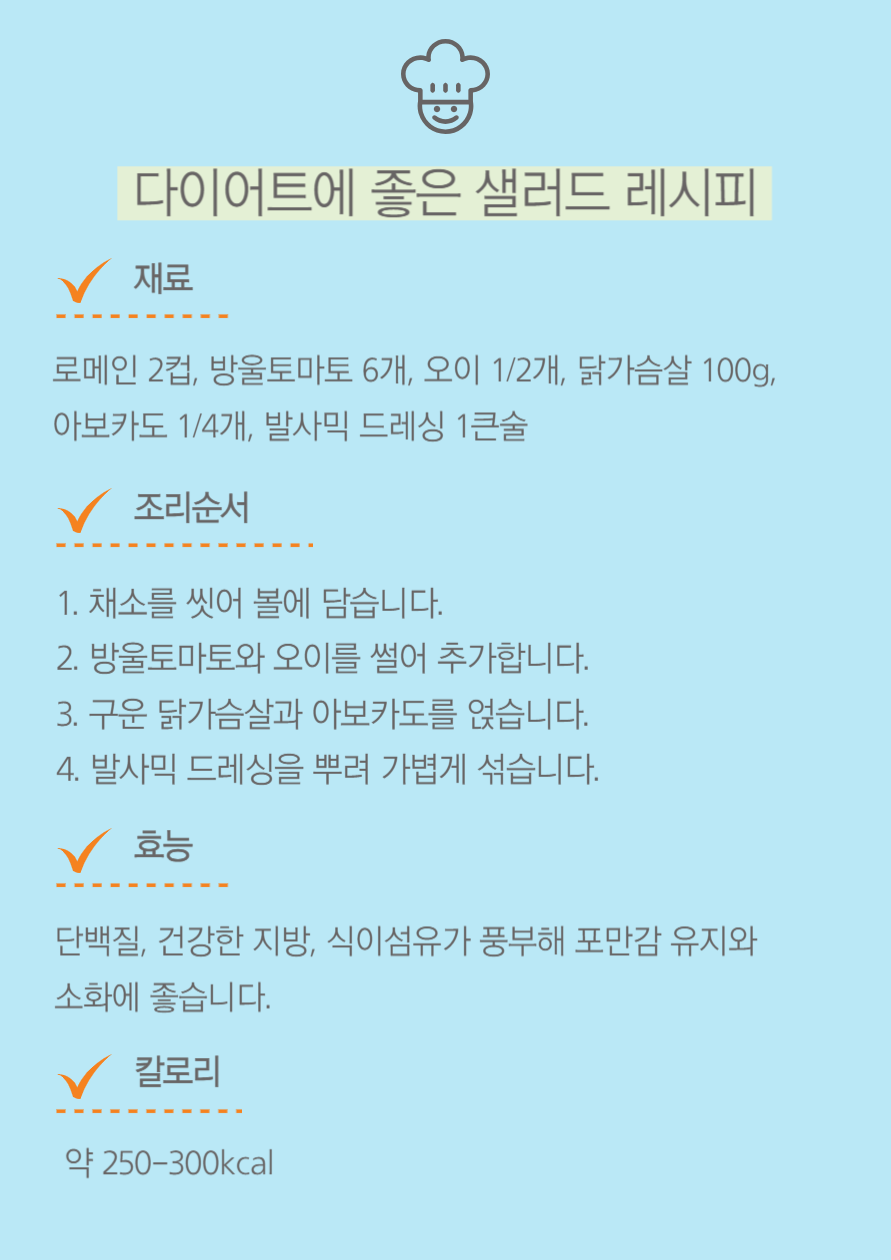 다이어트에 좋은 샐러드 레시피
재료
로메인 2컵, 방울토마토 6개, 오이 1/2개, 닭가슴살 100g,
아보카도 1/4개, 발사믹 드레싱 1큰술
조리순서
1. 채소를 씻어 볼에 담습니다.
2. 방울토마토와 오이를 썰어 추가합니다.
3. 구운 닭가슴살과 아보카도를 얹습니다.
4. 발사믹 드레싱을 뿌려 가볍게 섞습니다.
효능
단백질, 건강한 지방, 식이섬유가 풍부해 포만감 유지와
소화에 좋습니다.
칼로리
약 250-300kcal